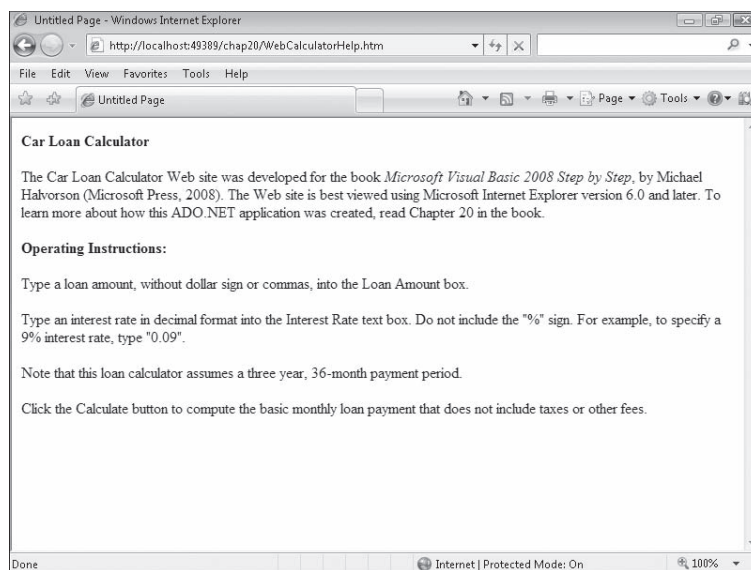 Untitled Page - Windows Internet Explorer
http://localhost:49389/chap20/WebCalculatorHelp.htm
File Edit View Favorites Tools Help
Untitled Page
Page
Tools
Car Loan Calculator
The Car Loan Calculator Web site was developed for the book Microsoft Visual Basic 2008 Step by Step, by Michael
Halvorson (Microsoft Press, 2008). The Web site is best viewed using Microsoft Internet Explorer version 6.0 and later. To
learn more about how this ADO.NET application was created, read Chapter 20 in the book.
Operating Instructions:
Type a loan amount, without dollar sign or commas, into the Loan Amount box.
Type an interest rate in decimal format into the Interest Rate text box. Do not include the "%" sign. For example, to specify a
9% interest rate, type "0.09".
Note that this loan calculator assumes a three year, 36-month payment period.
Click the Calculate button to compute the basic monthly loan payment that does not include taxes or other fees.
Done
Internet | Protected Mode: On
100%